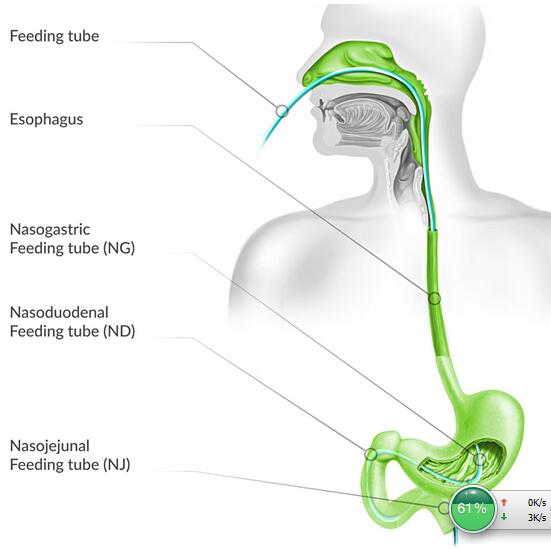 Feeding tube
Esophagus
Nasogastric
Feeding tube (NG)
Nasoduodenal
Feeding tube (ND)
Nasojejunal
Feeding tube (NJ)
61%
0K/s
3K/s